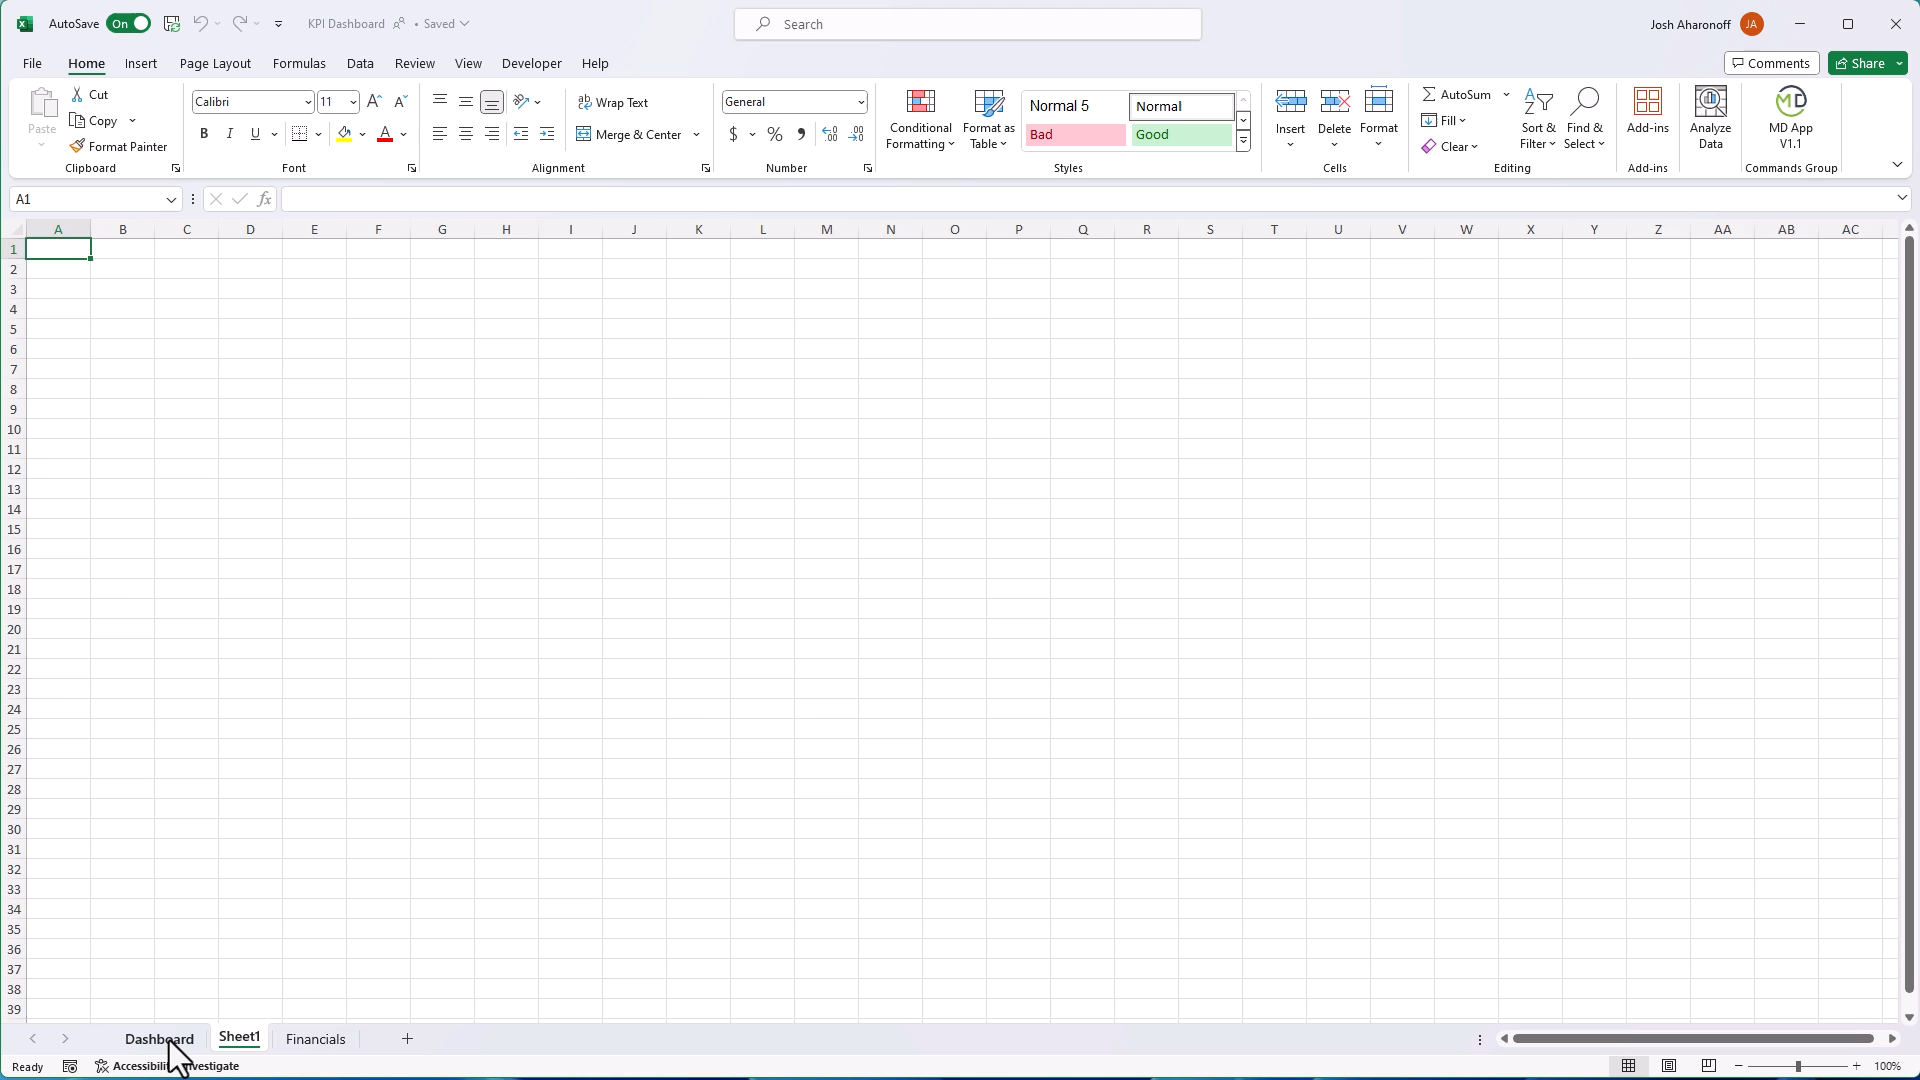 AutoSave On KPI Dashboard • Saved Search Josh Aharonoff JA
File Home Insert Page Layout Formulas Data Review View Developer Help Comments Share
Paste
Cut
Copy
Format Painter
Clipboard
Calibri 11
B I U
Font
Wrap Text
Merge & Center
Alignment
General
$ %
Number
Conditional
Formatting
Format as
Table
Normal 5 Normal
Bad Good
Styles
Insert Delete Format
Cells
AutoSum
Fill
Clear
Sort &
Filter
Find &
Select
Editing
Add-ins
Add-ins
Analyze
Data
MD App
V1.1
Commands Group
A1 fx
A B C D E F G H I J K L M N O P Q R S T U V W X Y Z AA AB AC
1
2
3
4
5
6
7
8
9
10
11
12
13
14
15
16
17
18
19
20
21
22
23
24
25
26
27
28
29
30
31
32
33
34
35
36
37
38
39
Dashboard Sheet1 Financials +
Ready 100%